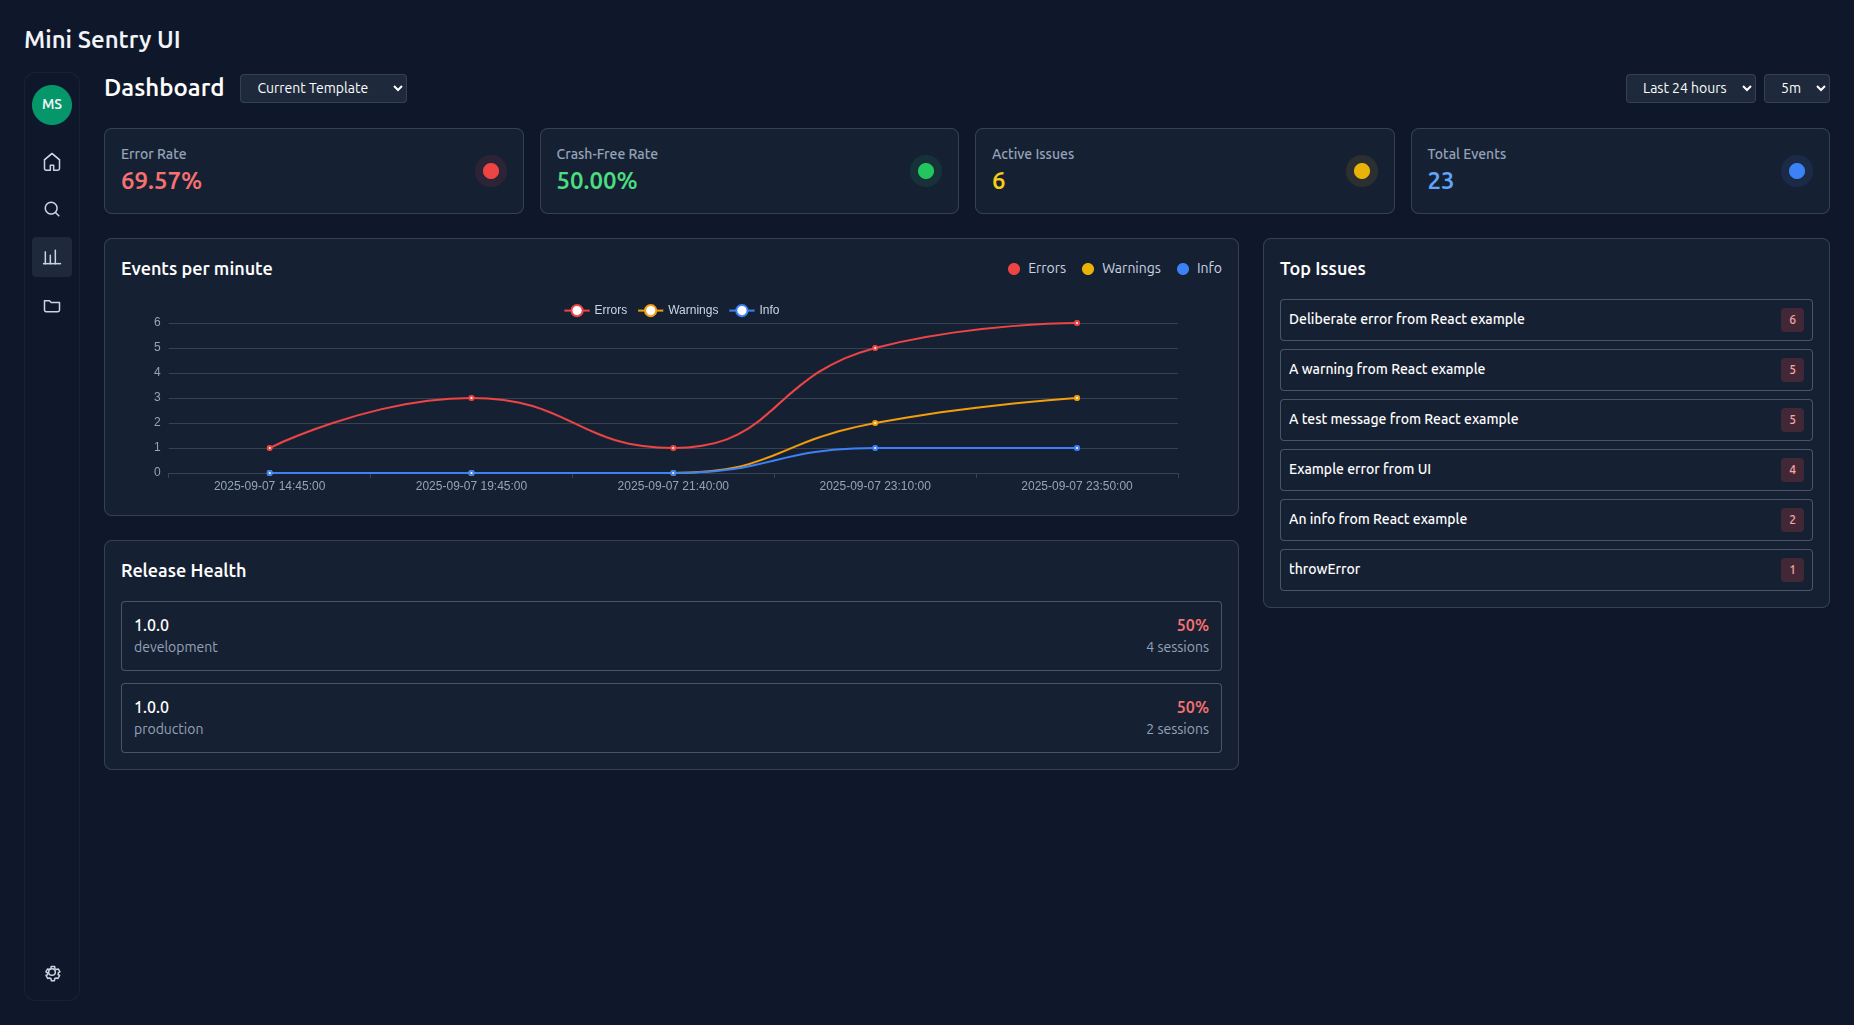 Mini Sentry UI
MS
Dashboard
Current Template
Last 24 hours
5m
Error Rate
69.57%
Crash-Free Rate
50.00%
Active Issues
6
Total Events
23
Events per minute
Errors
Warnings
Info
Errors
Warnings
Info
6
5
4
3
2
1
0
2025-09-07 14:45:00
2025-09-07 19:45:00
2025-09-07 21:40:00
2025-09-07 23:10:00
2025-09-07 23:50:00
Top Issues
Deliberate error from React example
6
A warning from React example
5
A test message from React example
5
Example error from UI
4
An info from React example
2
throwError
1
Release Health
1.0.0
50%
development
4 sessions
1.0.0
50%
production
2 sessions